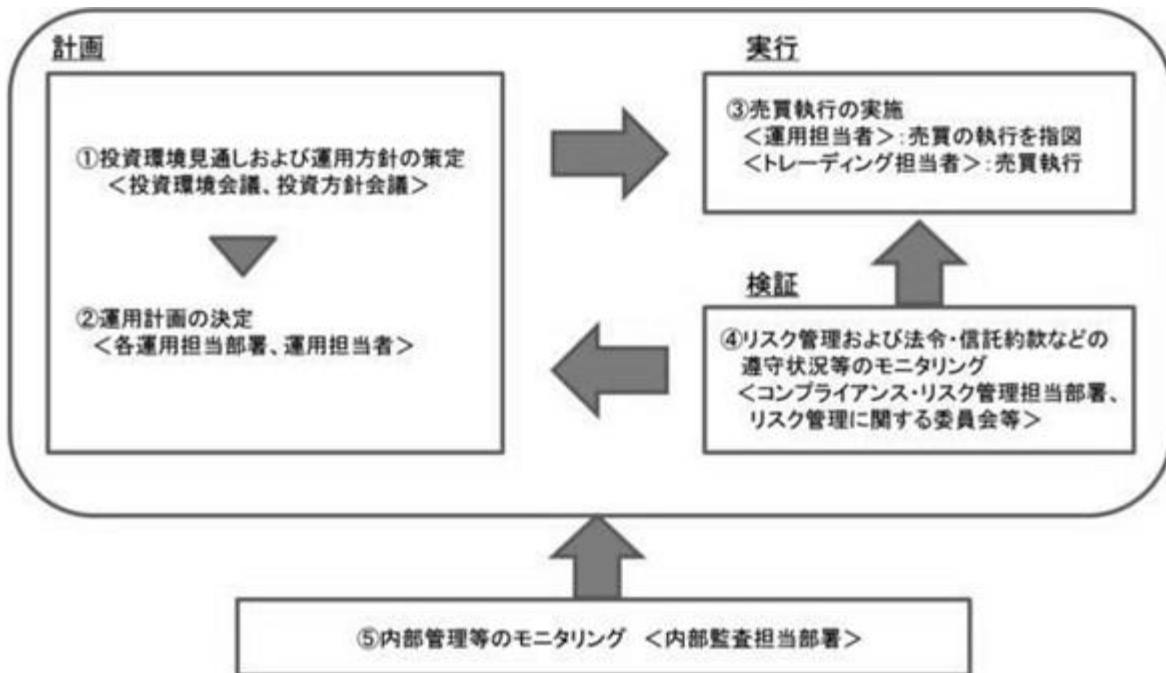 計画
①投資環境見通しおよび運用方針の策定
＜投資環境会議、投資方針会議＞
②運用計画の決定
＜各運用担当部署、運用担当者＞
実行
③売買執行の実施
＜運用担当者＞：売買の執行を指図
＜トレーディング担当者＞：売買執行
検証
④リスク管理および法令・信託約款などの
遵守状況等のモニタリング
＜コンプライアンス・リスク管理担当部署、
リスク管理に関する委員会等＞
⑤内部管理等のモニタリング　＜内部監査担当部署＞